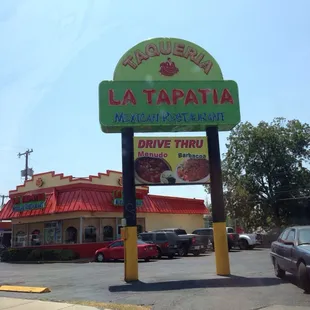 TAQUERIA
LA TAPATIA
MEXICAN RESTAURANT
DRIVE THRU
Menudo Barbacoa